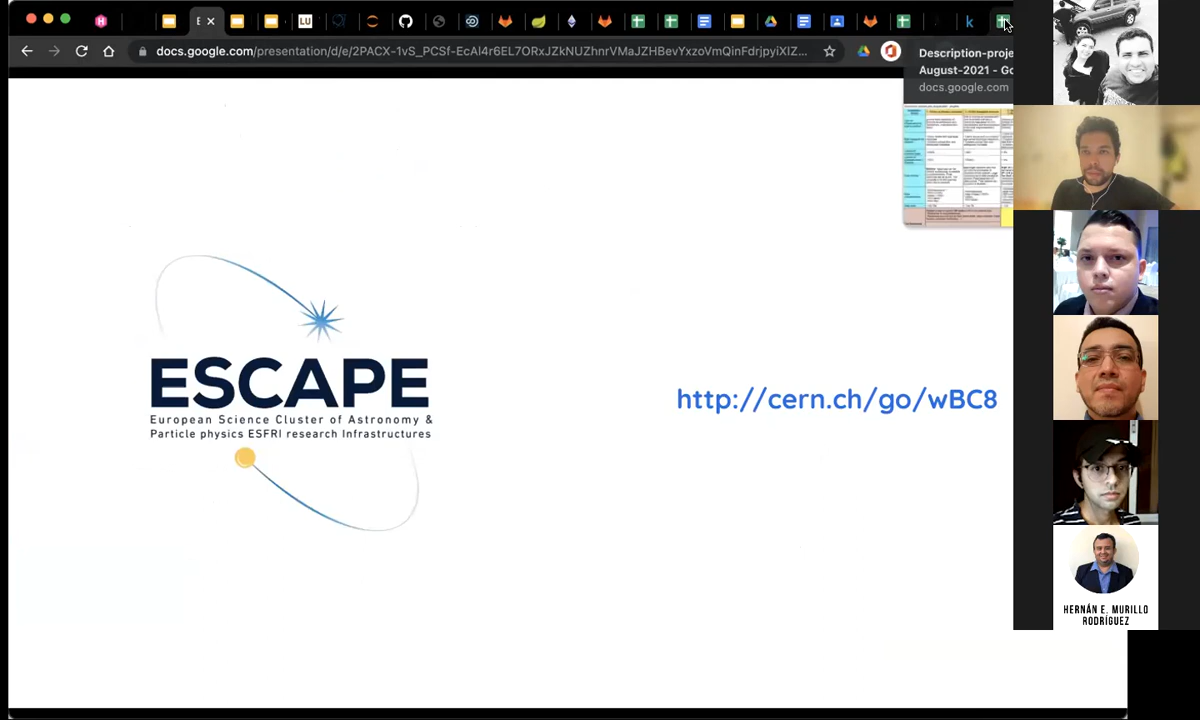 docs.google.com/presentation/d/e/2PACX-1vS_PCSf-EcAl4r6EL7ORxJZkNUZhnrVMaJZHBevYxzoVmQinFdrjpyiXIZ...
Description-proje
August-2021 - Go
docs.google.com
ESCAPE
European Science Cluster of Astronomy &
Particle physics ESFRI research Infrastructures
http://cern.ch/go/wBC8
HERNÁN E. MURILLO
RODRÍGUEZ